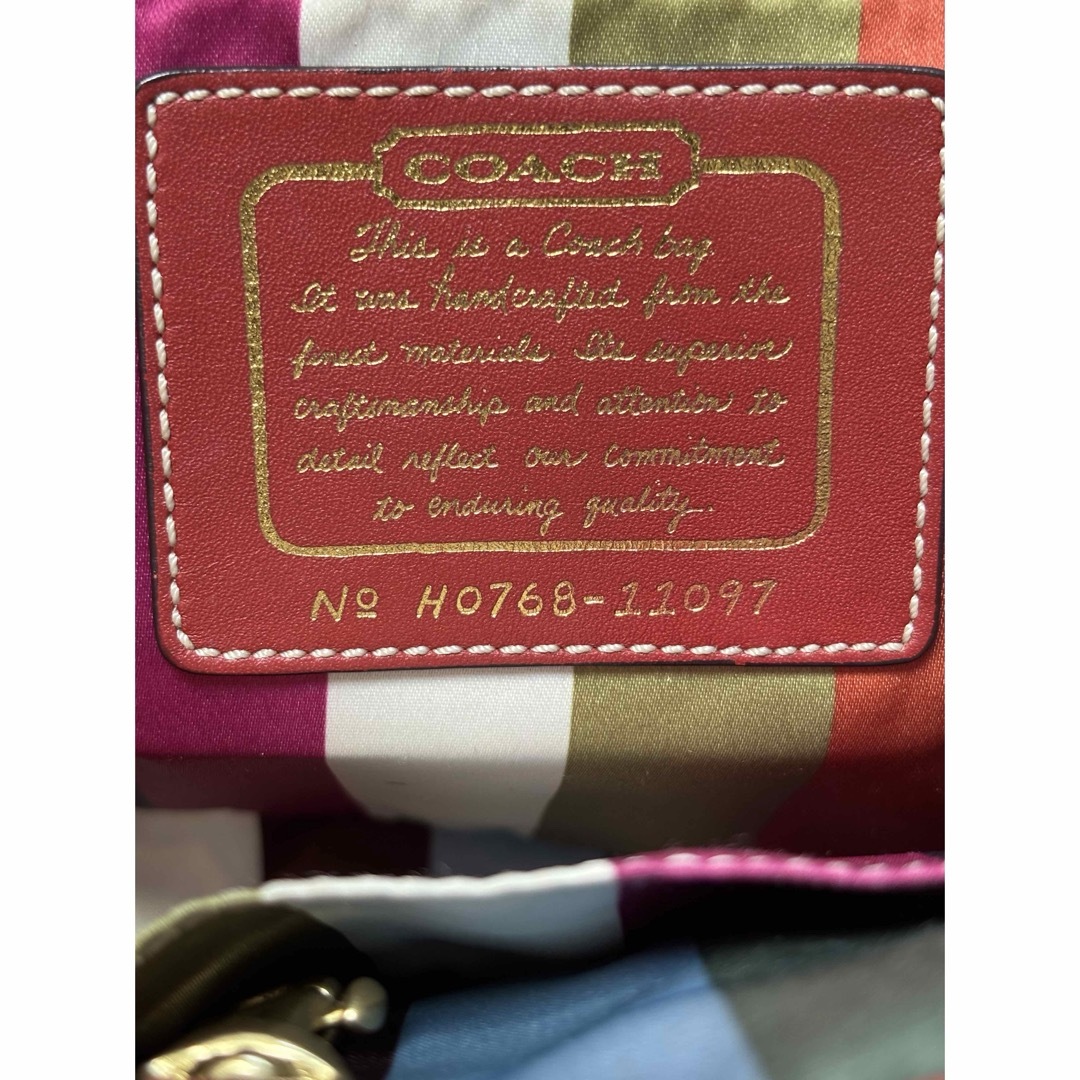 COACH
This is a Coach bag.
It was handcrafted from the
finest materials. Its superior
craftsmanship and attention to
detail reflect our commitment
to enduring quality.
No H0768-11097